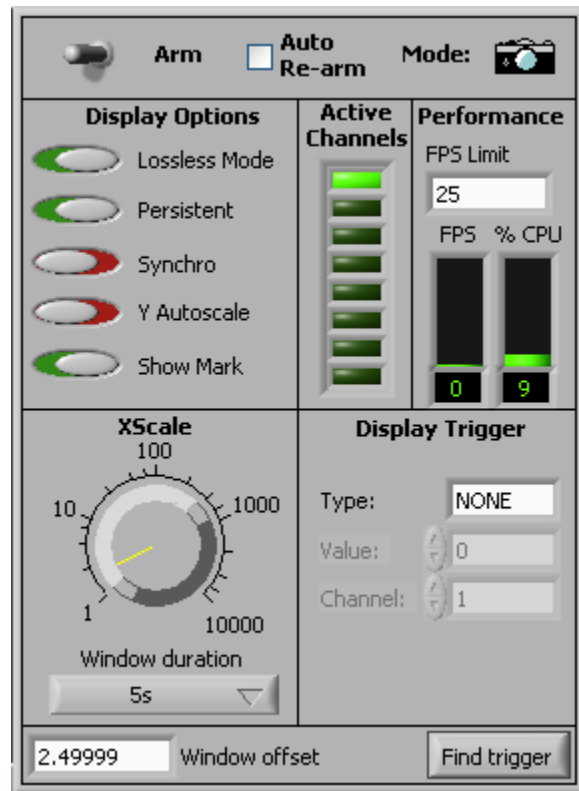 Arm
Auto
Re-arm
Mode:
Display Options
Lossless Mode
Persistent
Synchro
Y Autoscale
Show Mark
Active
Channels
Performance
FPS Limit
25
FPS % CPU
0 9
XScale
100
10 1000
1 10000
Window duration
5s
Display Trigger
Type: NONE
Value: 0
Channel: 1
2.49999 Window offset
Find trigger